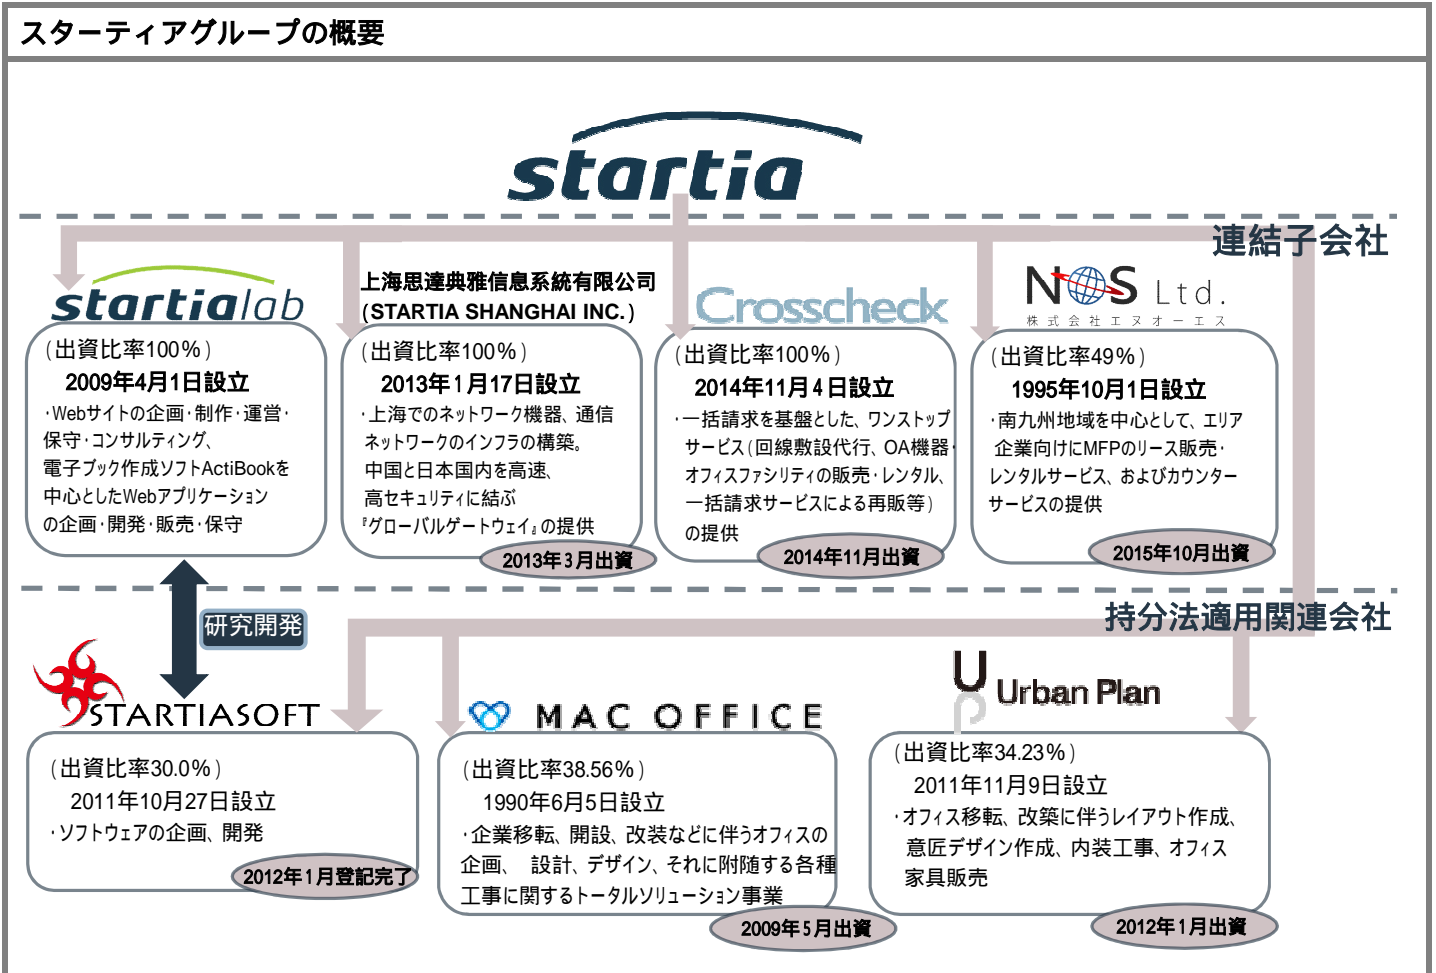 スターティアグループの概要
startia
連結子会社
startialab
(出資比率100%)
2009年4月1日設立
・Webサイトの企画・制作・運営・
保守・コンサルティング、
電子ブック作成ソフトActiBookを
中心としたWebアプリケーション
の企画・開発・販売・保守
上海思達典雅信息系統有限公司
(STARTIA SHANGHAI INC.)
(出資比率100%)
2013年1月17日設立
・上海でのネットワーク機器、通信
ネットワークのインフラの構築。
中国と日本国内を高速、
高セキュリティに結ぶ
『グローバルゲートウェイ』の提供
2013年3月出資
Crosscheck
(出資比率100%)
2014年11月4日設立
・一括請求を基盤とした、ワンストップ
サービス(回線敷設代行、OA機器・
オフィスファシリティの販売・レンタル、
一括請求サービスによる再販等)
の提供
2014年11月出資
NOS Ltd.
株式会社エヌオーエス
(出資比率49%)
1995年10月1日設立
・南九州地域を中心として、エリア
企業向けにMFPのリース販売・
レンタルサービス、およびカウンター
サービスの提供
2015年10月出資
研究開発
持分法適用関連会社
STARTIASOFT
(出資比率30.0%)
2011年10月27日設立
・ソフトウェアの企画、開発
2012年1月登記完了
MAC OFFICE
(出資比率38.56%)
1990年6月5日設立
・企業移転、開設、改装などに伴うオフィスの
企画、 設計、デザイン、それに附随する各種
工事に関するトータルソリューション事業
2009年5月出資
Urban Plan
(出資比率34.23%)
2011年11月9日設立
・オフィス移転、改築に伴うレイアウト作成、
意匠デザイン作成、内装工事、オフィス
家具販売
2012年1月出資